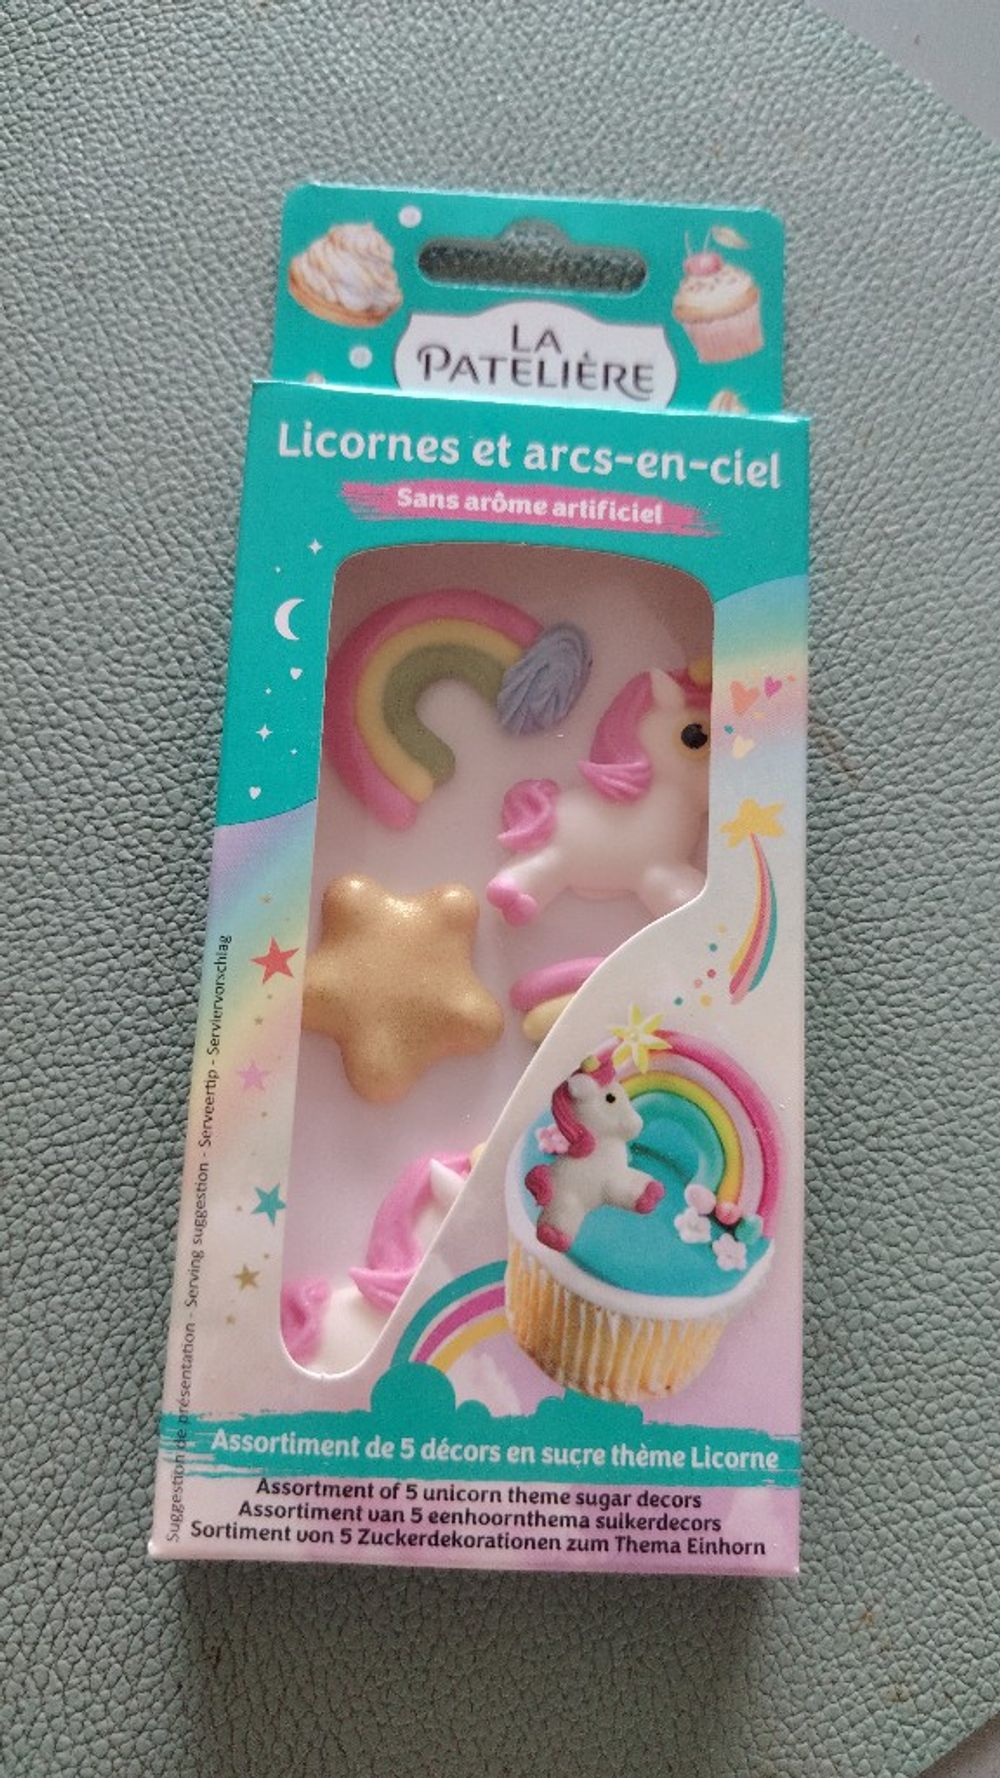 LA
PATELIÈRE
Licornes et arcs-en-ciel
Sans arôme artificiel
Suggestion de présentation - Serving suggestion - Serveertip - Serviervorschlag
Assortiment de 5 décors en sucre thème Licorne
Assortment of 5 unicorn theme sugar decors
Assortiment van 5 eenhoornthema suikerdecors
Sortiment von 5 Zuckerdekorationen zum Thema Einhorn